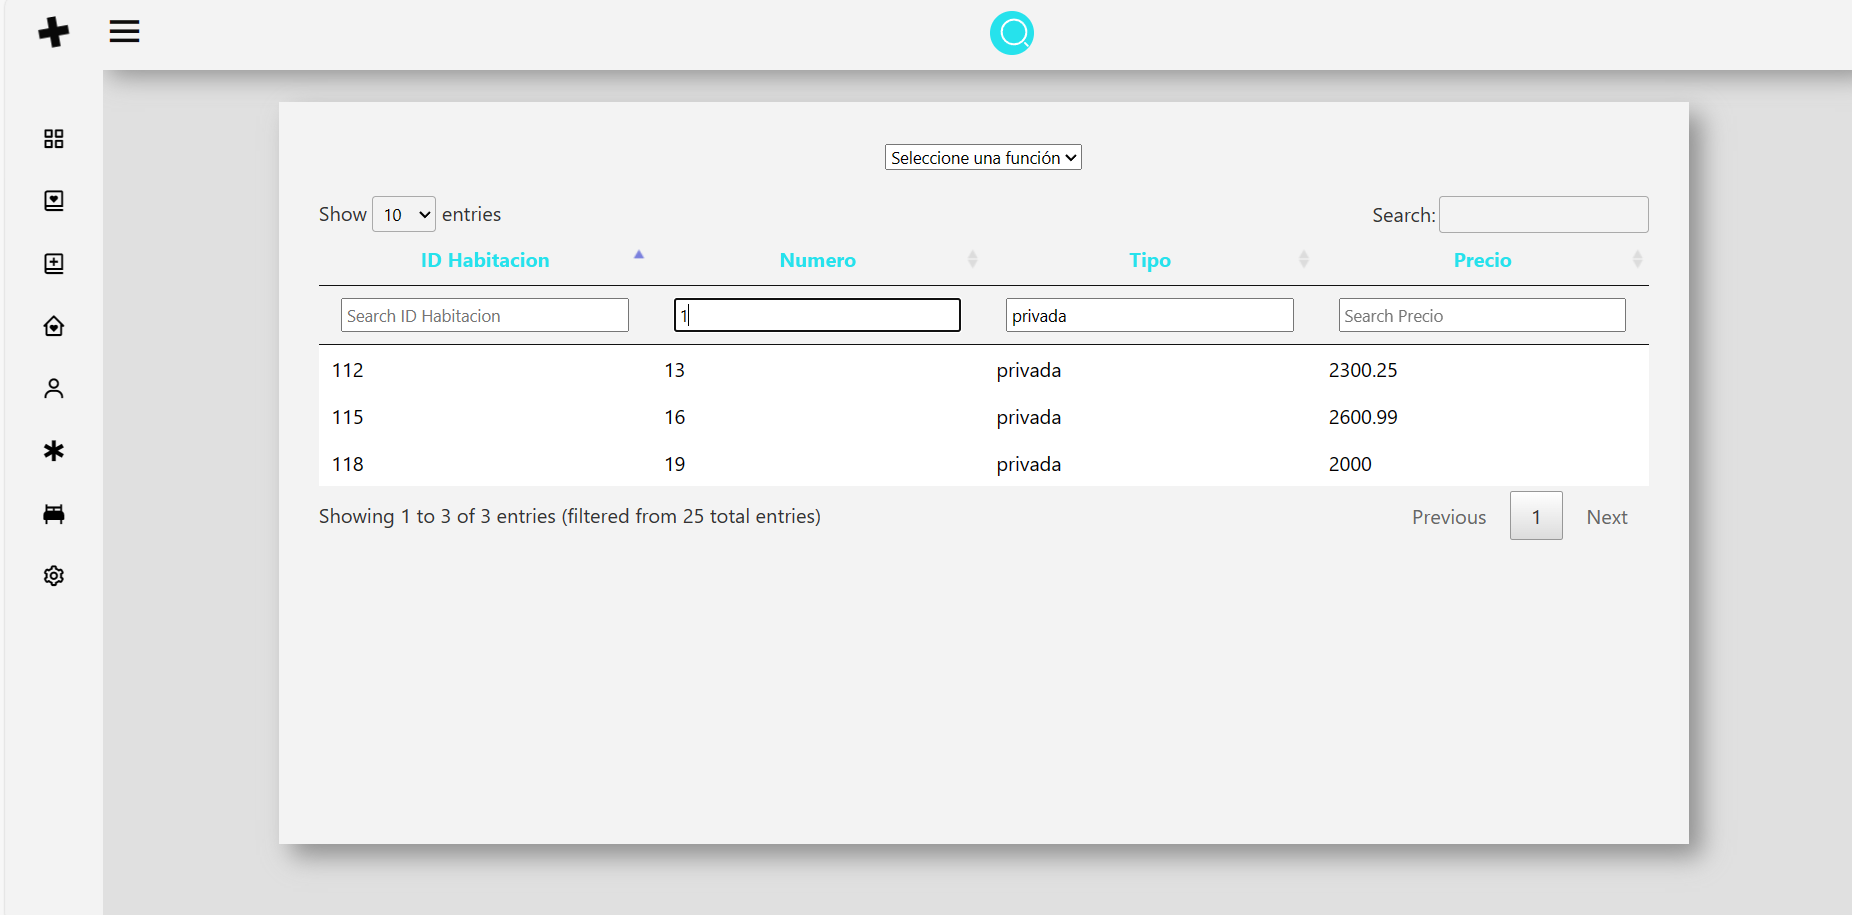 Seleccione una función
Show 10 entries Search:
ID Habitacion Numero Tipo Precio
Search ID Habitacion 1 privada Search Precio
112 13 privada 2300.25
115 16 privada 2600.99
118 19 privada 2000
Showing 1 to 3 of 3 entries (filtered from 25 total entries) Previous 1 Next